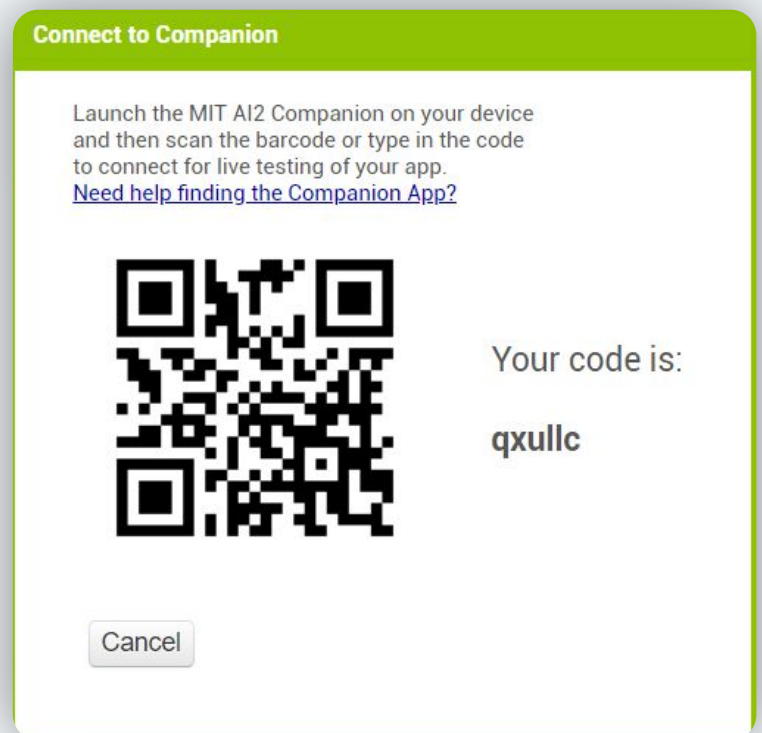 Connect to Companion
Launch the MIT AI2 Companion on your device
and then scan the barcode or type in the code
to connect for live testing of your app.
Need help finding the Companion App?
Your code is:
qxullc
Cancel